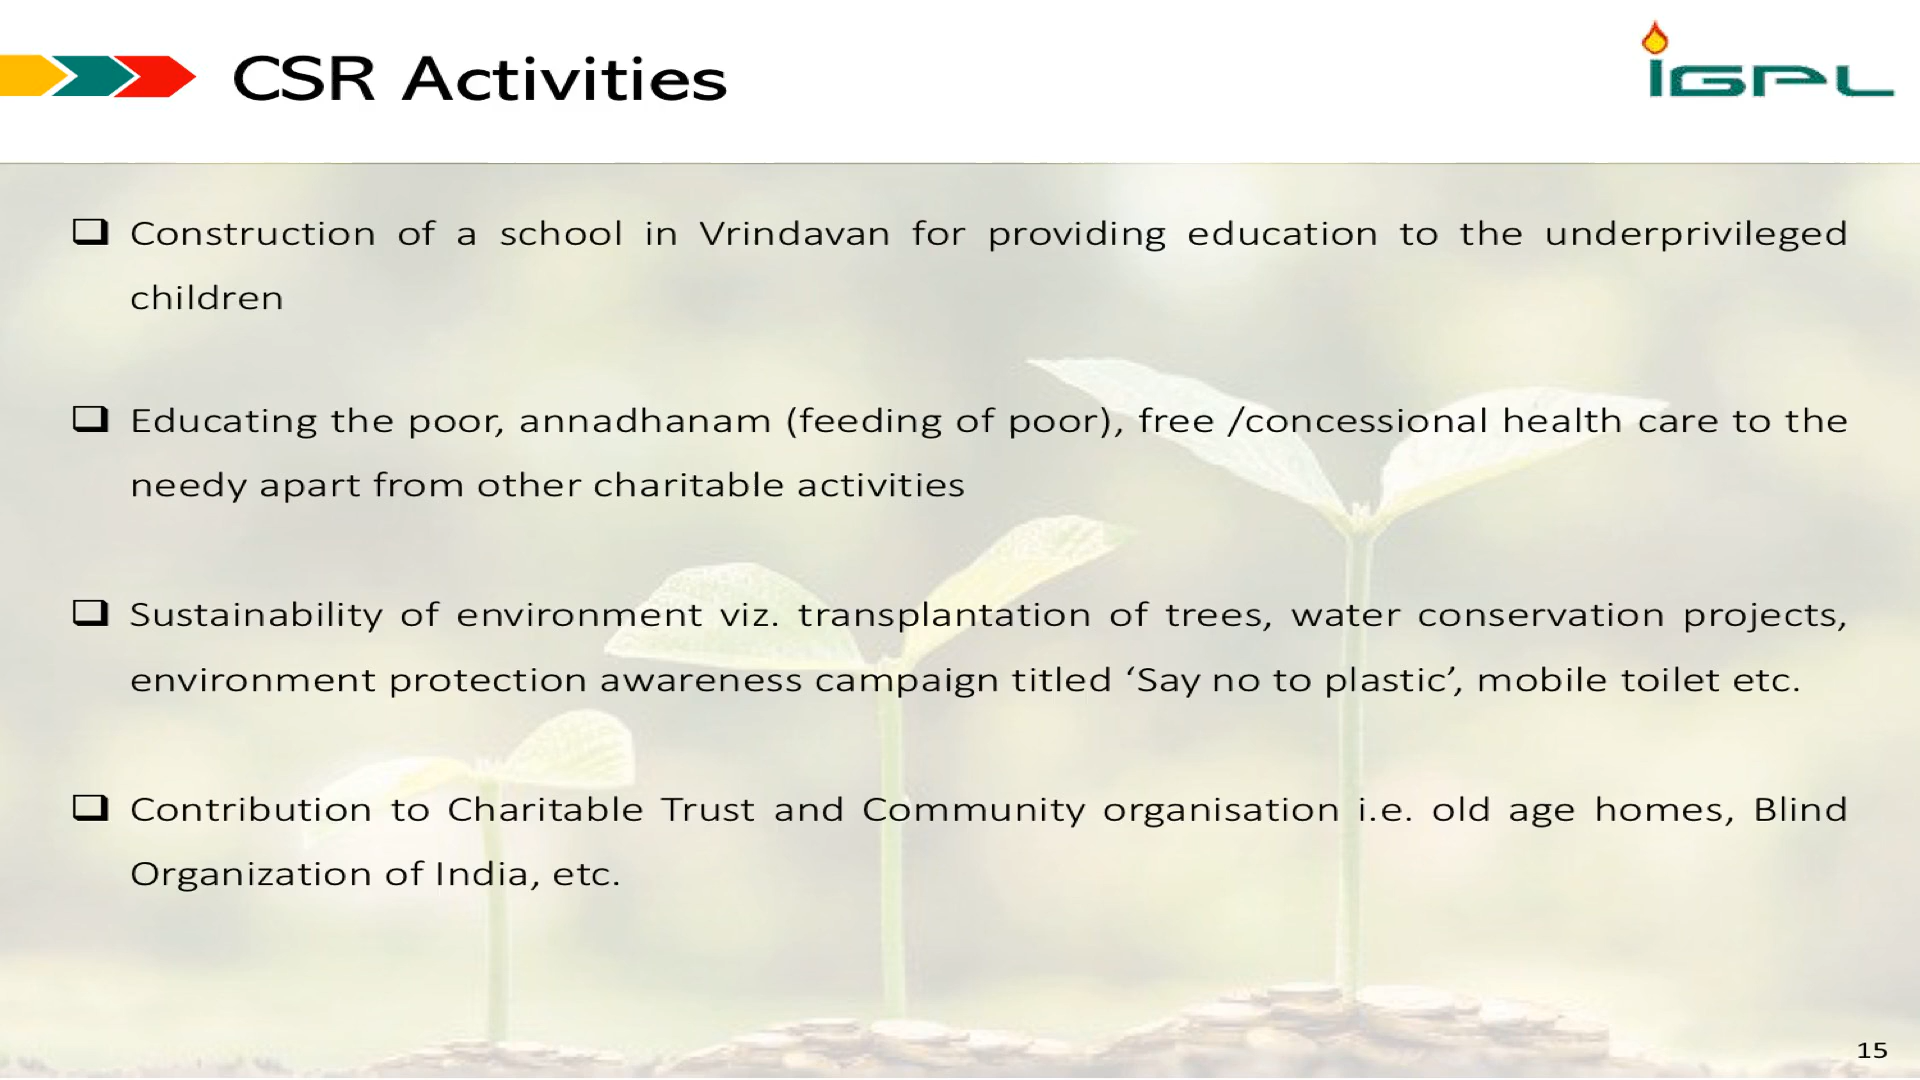 CSR Activities
iGPL
Construction of a school in Vrindavan for providing education to the underprivileged
children
Educating the poor, annadhanam (feeding of poor), free /concessional health care to the
needy apart from other charitable activities
Sustainability of environment viz. transplantation of trees, water conservation projects,
environment protection awareness campaign titled ‘Say no to plastic’, mobile toilet etc.
Contribution to Charitable Trust and Community organisation i.e. old age homes, Blind
Organization of India, etc.
15